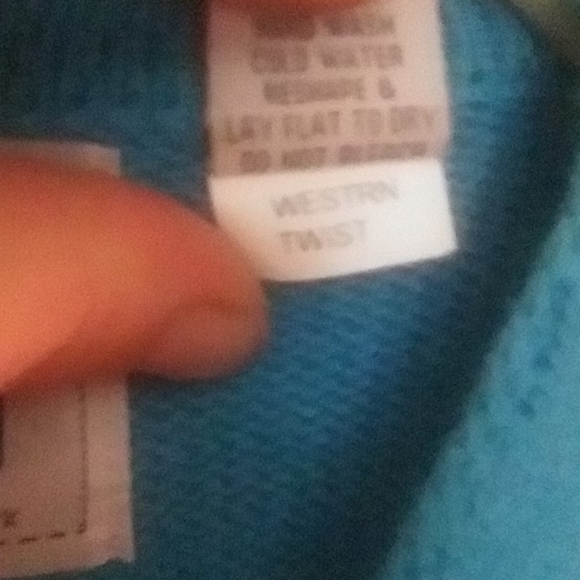 HAND WASH
COLD WATER
RESHAPE &
LAY FLAT TO DRY
DO NOT BLEACH
WESTRN
TWIST